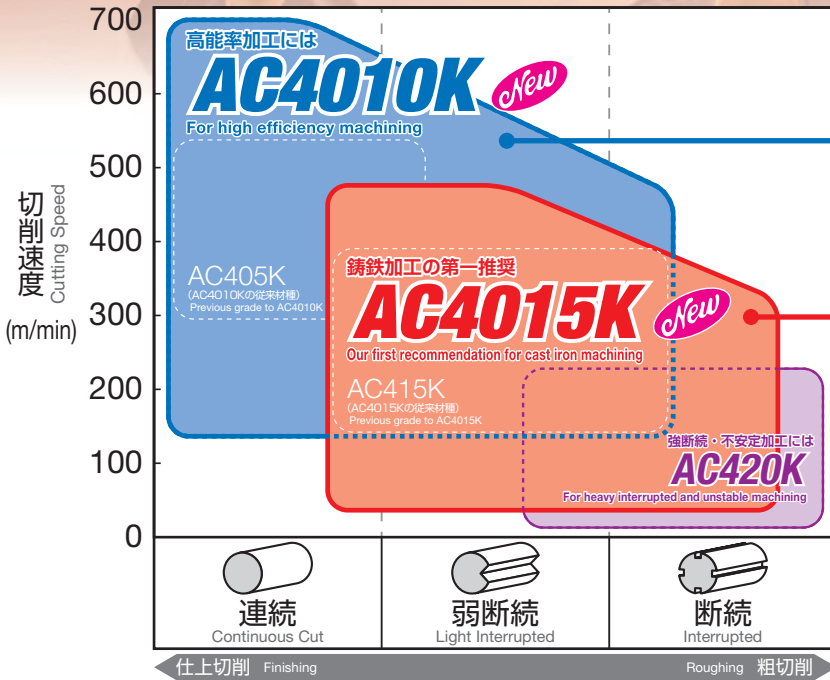 700
600
500
400
300
200
100
0
切削速度
Cutting Speed
(m/min)
高能率加工には
AC4010K
New
For high efficiency machining
AC405K
(AC4010Kの従来材種)
Previous grade to AC4010K
鋳鉄加工の第一推奨
AC4015K
New
Our first recommendation for cast iron machining
AC415K
(AC4015Kの従来材種)
Previous grade to AC4015K
強断続・不安定加工には
AC420K
For heavy interrupted and unstable machining
連続
Continuous Cut
弱断続
Light Interrupted
断続
Interrupted
仕上切削 Finishing
Roughing 粗切削